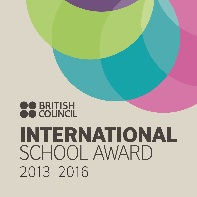 BRITISH
COUNCIL
INTERNATIONAL
SCHOOL AWARD
2013 2016